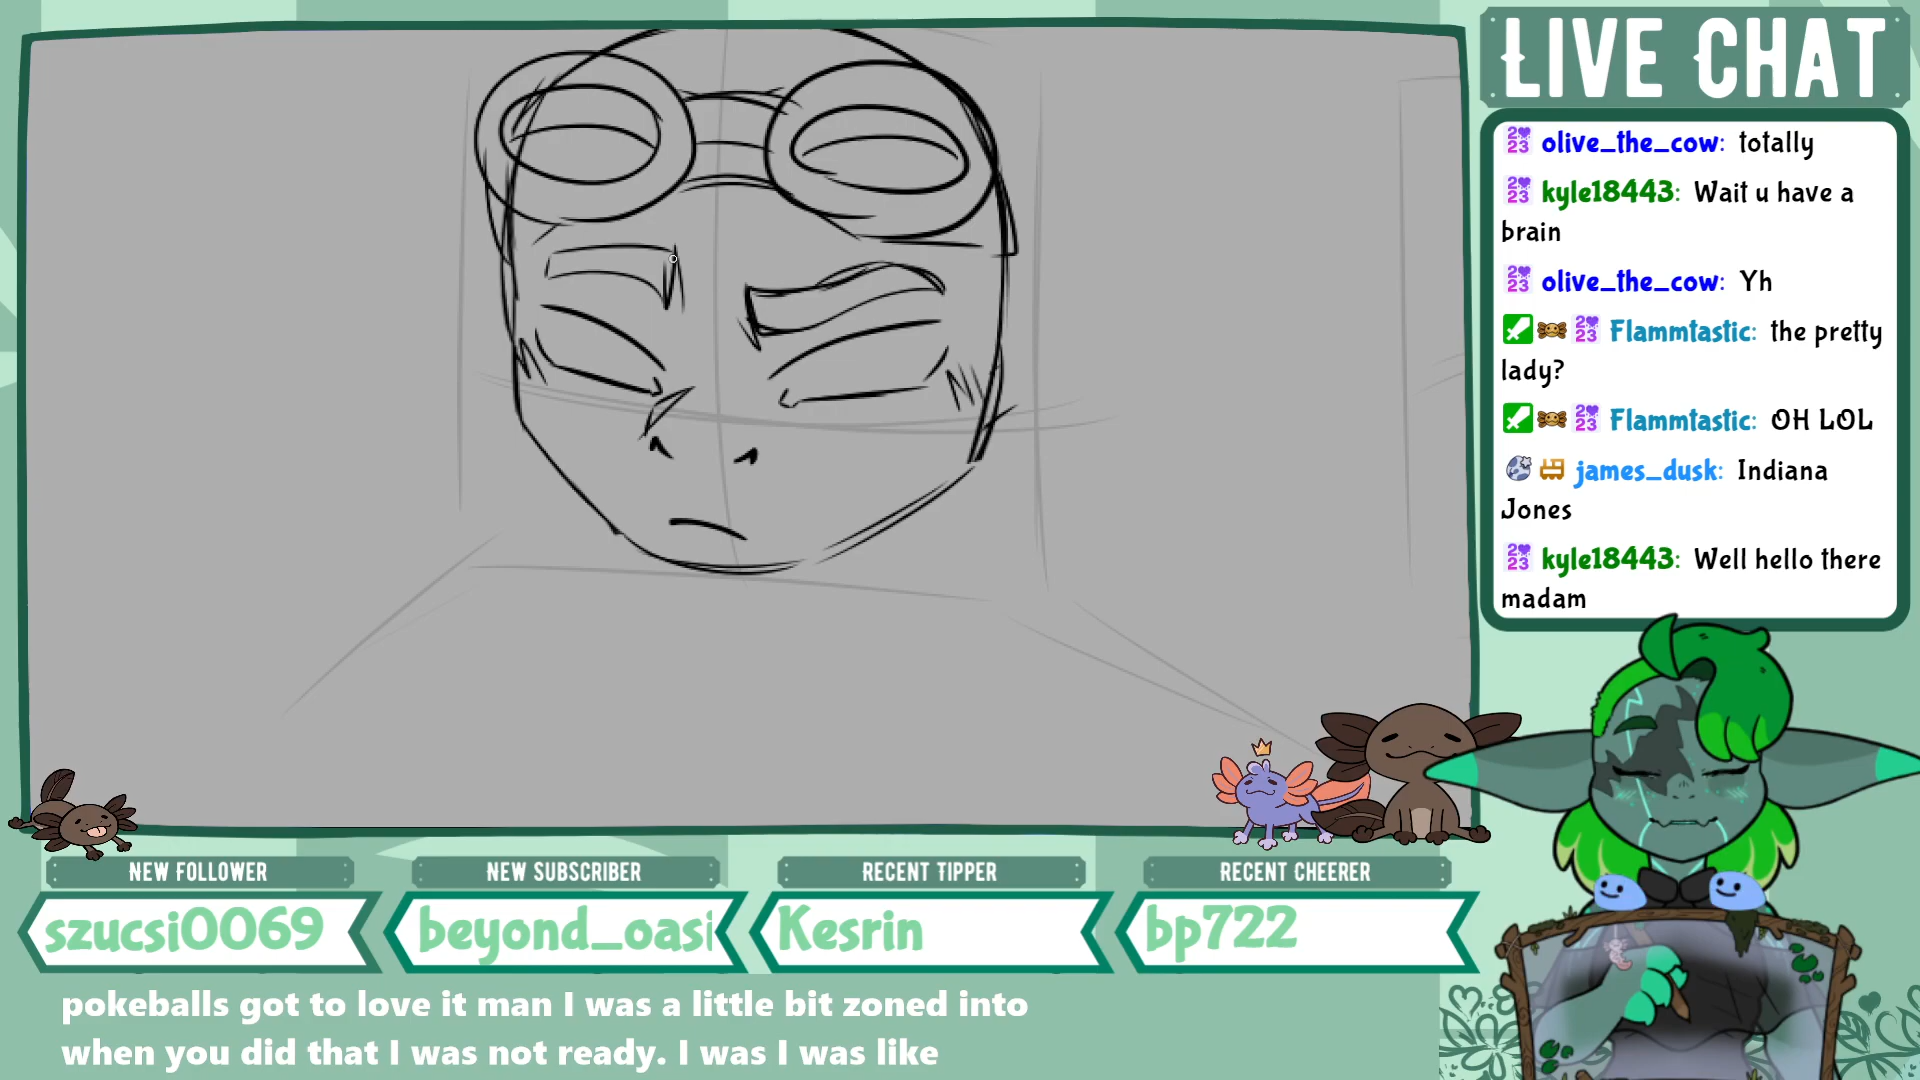 LIVE CHAT
olive_the_cow: totally
kyle18443: Wait u have a
brain
olive_the_cow: Yh
Flammtastic: the pretty
lady?
Flammtastic: OH LOL
james_dusk: Indiana
Jones
kyle18443: Well hello there
madam
NEW FOLLOWER
szucsi0069
NEW SUBSCRIBER
beyond_oasi
RECENT TIPPER
Kesrin
RECENT CHEERER
bp722
pokeballs got to love it man I was a little bit zoned into
when you did that I was not ready. I was I was like